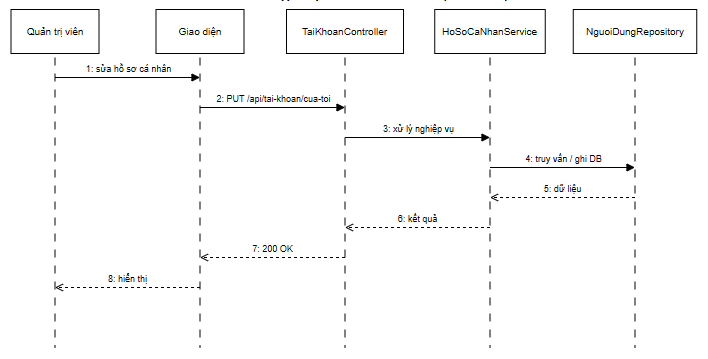 Quản trị viên
Giao diện
TaiKhoanController
HoSoCaNhanService
NguoiDungRepository
1: sửa hồ sơ cá nhân
2: PUT /api/tai-khoan/cua-toi
3: xử lý nghiệp vụ
4: truy vấn / ghi DB
5: dữ liệu
6: kết quả
7: 200 OK
8: hiển thị